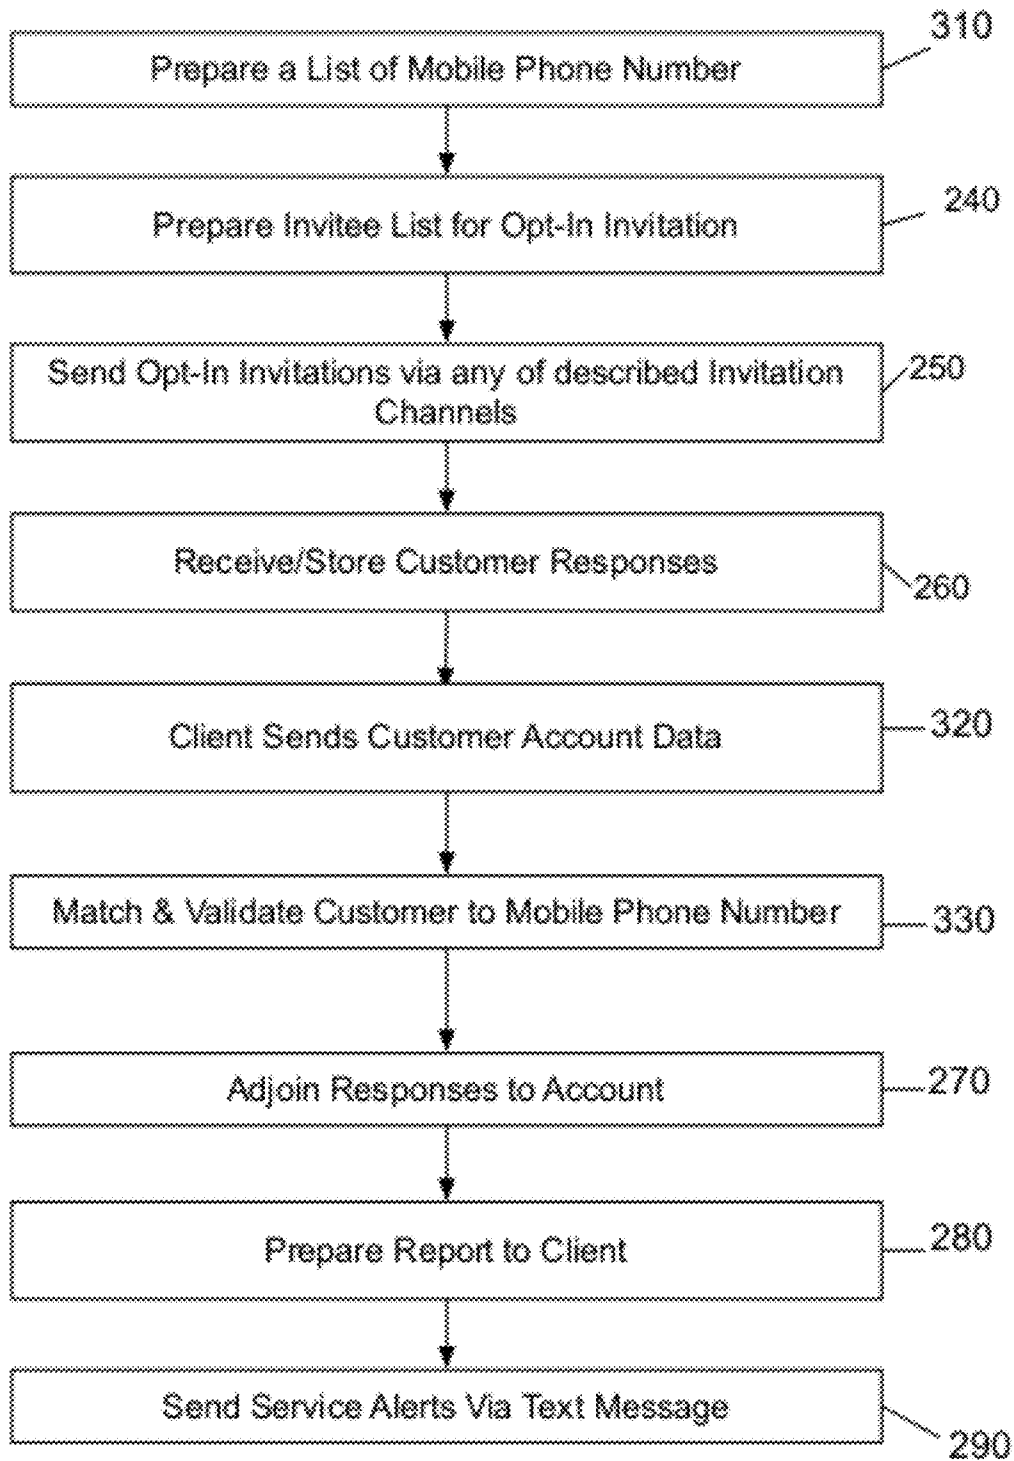 310
Prepare a List of Mobile Phone Number
240
Prepare Invitee List for Opt-In Invitation
250
Send Opt-In Invitations via any of described Invitation
Channels
Receive/Store Customer Responses
260
Client Sends Customer Account Data
320
Match & Validate Customer to Mobile Phone Number
330
Adjoin Responses to Account
270
Prepare Report to Client
280
Send Service Alerts Via Text Message
290